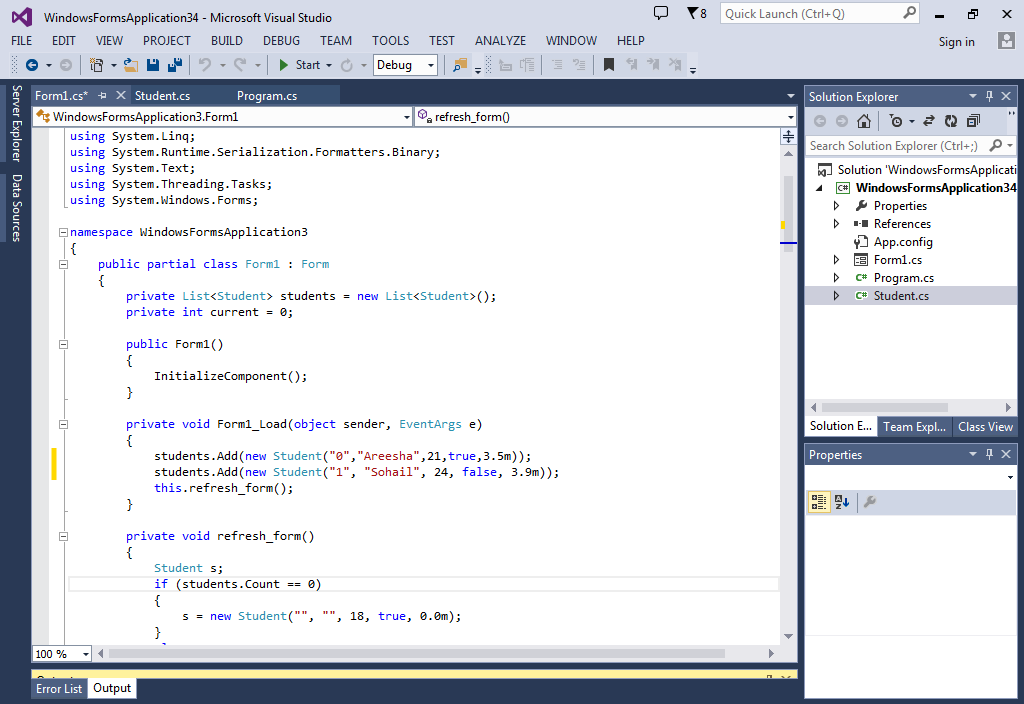 WindowsFormsApplication34 - Microsoft Visual Studio
8
Quick Launch (Ctrl+Q)
FILE EDIT VIEW PROJECT BUILD DEBUG TEAM TOOLS TEST ANALYZE WINDOW HELP
Sign in
Start Debug
Server Explorer
Data Sources
Form1.cs* Student.cs Program.cs
WindowsFormsApplication3.Form1 refresh_form()
using System.Linq;
using System.Runtime.Serialization.Formatters.Binary;
using System.Text;
using System.Threading.Tasks;
using System.Windows.Forms;
namespace WindowsFormsApplication3
{
public partial class Form1 : Form
{
private List<Student> students = new List<Student>();
private int current = 0;
public Form1()
{
InitializeComponent();
}
private void Form1_Load(object sender, EventArgs e)
{
students.Add(new Student("0","Areesha",21,true,3.5m));
students.Add(new Student("1", "Sohail", 24, false, 3.9m));
this.refresh_form();
}
private void refresh_form()
{
Student s;
if (students.Count == 0)
{
s = new Student("", "", 18, true, 0.0m);
}
100 %
Error List Output
Solution Explorer
Search Solution Explorer (Ctrl+;)
Solution 'WindowsFormsApplicati
C# WindowsFormsApplication34
Properties
References
App.config
Form1.cs
C# Program.cs
C# Student.cs
Solution E... Team Expl... Class View
Properties